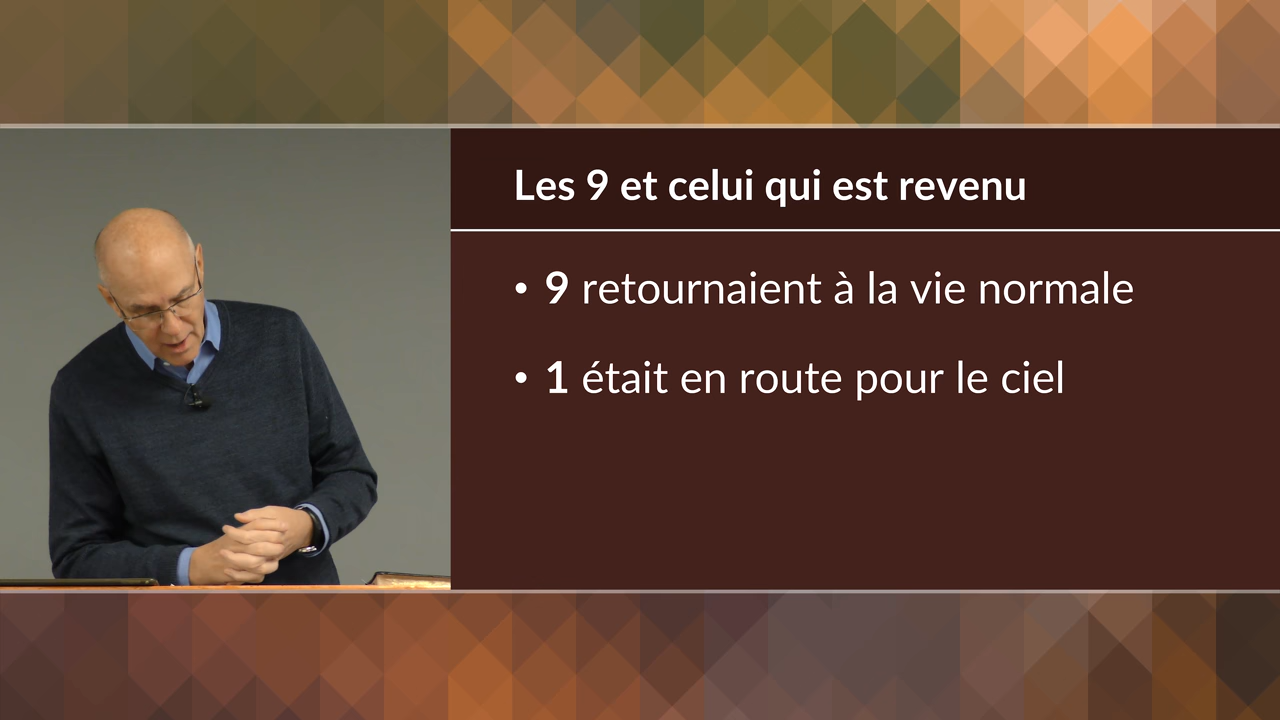 Les 9 et celui qui est revenu
• 9 retournaient à la vie normale
• 1 était en route pour le ciel